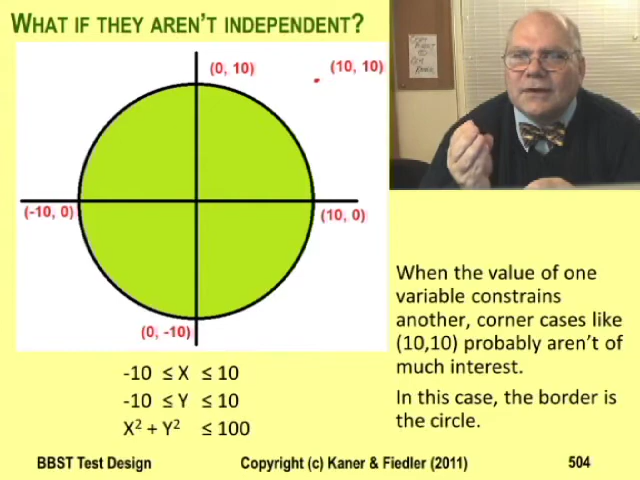 WHAT IF THEY AREN'T INDEPENDENT?
(0, 10)
(10, 10)
(-10, 0)
(10, 0)
(0, -10)
When the value of one
variable constrains
another, corner cases like
(10,10) probably aren't of
much interest.
In this case, the border is
the circle.
-10 ≤ X ≤ 10
-10 ≤ Y ≤ 10
X² + Y² ≤ 100
BBST Test Design
Copyright (c) Kaner & Fiedler (2011)
504